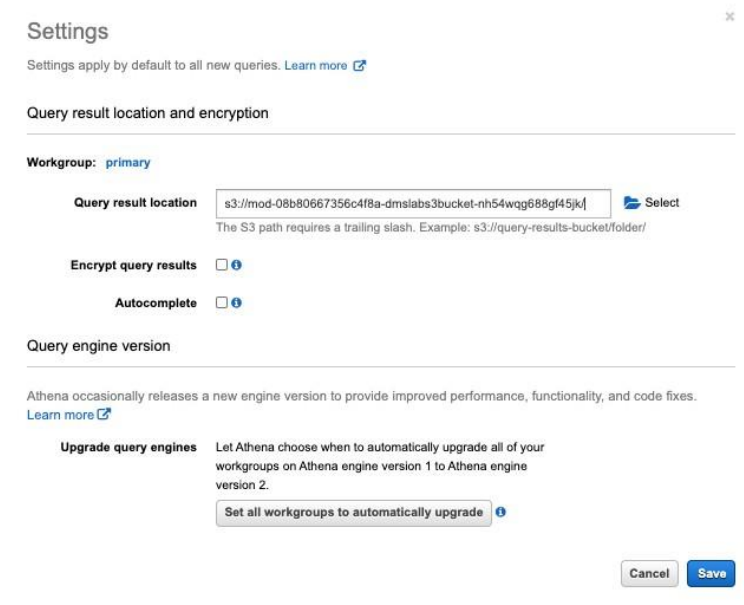 Settings
Settings apply by default to all new queries. Learn more
Query result location and encryption
Workgroup: primary
Query result location s3://mod-08b80667356c4f8a-dmslabs3bucket-nh54wqg688gf45jk/ Select
The S3 path requires a trailing slash. Example: s3://query-results-bucket/folder/
Encrypt query results
Autocomplete
Query engine version
Athena occasionally releases a new engine version to provide improved performance, functionality, and code fixes.
Learn more
Upgrade query engines Let Athena choose when to automatically upgrade all of your
workgroups on Athena engine version 1 to Athena engine
version 2.
Set all workgroups to automatically upgrade
Cancel Save